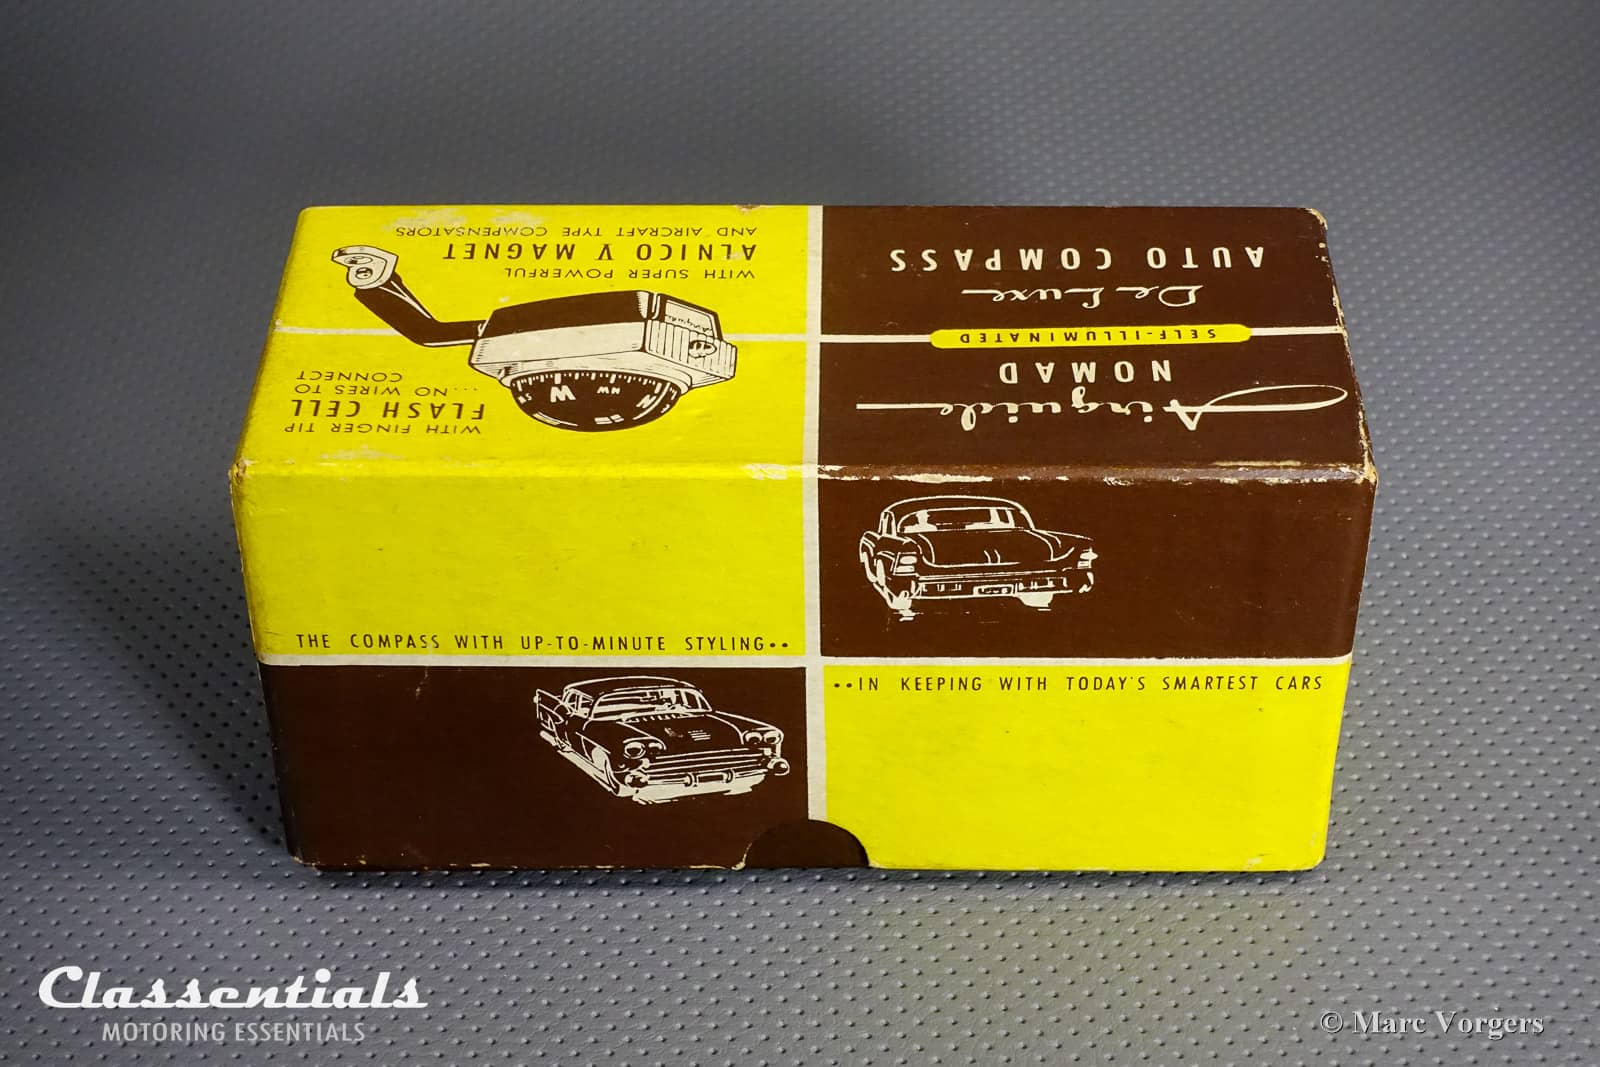 Airguide
NOMAD
SELF-ILLUMINATED
De Luxe
AUTO COMPASS
WITH FINGER TIP
FLASH CELL
...NO WIRES TO
CONNECT
WITH SUPER POWERFUL
ALNICO V MAGNET
AND AIRCRAFT TYPE COMPENSATORS
Airguide
W
NW
N
THE COMPASS WITH UP-TO-MINUTE STYLING••
••IN KEEPING WITH TODAY'S SMARTEST CARS
Classentials
MOTORING ESSENTIALS
© Marc Vorgers